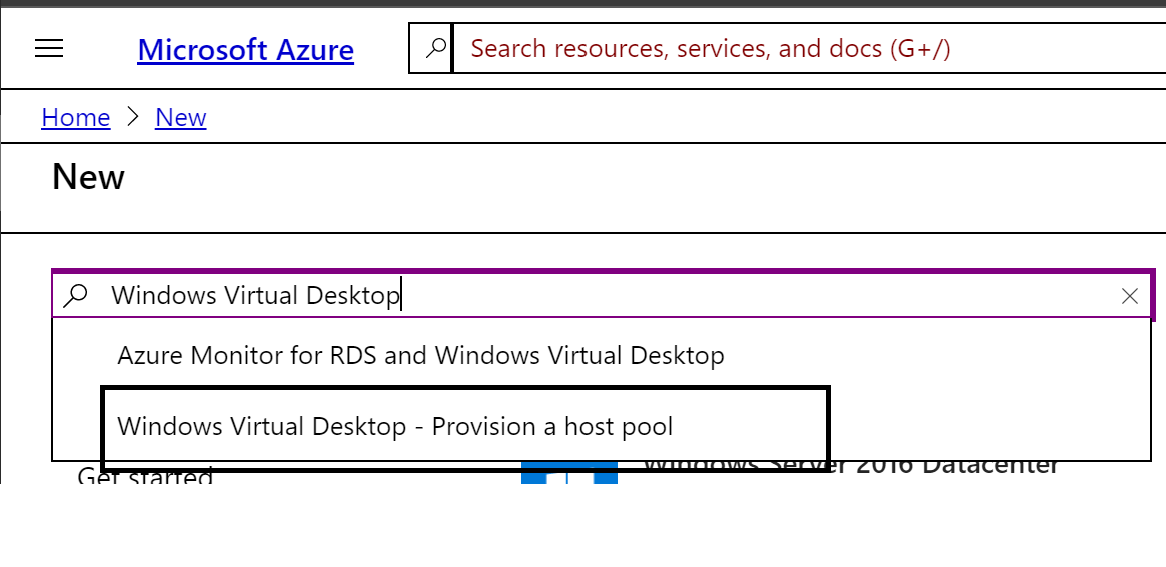 Microsoft Azure
Search resources, services, and docs (G+/)
Home > New
New
Windows Virtual Desktop
Azure Monitor for RDS and Windows Virtual Desktop
Windows Virtual Desktop - Provision a host pool
Get started
Windows Server 2016 Datacenter